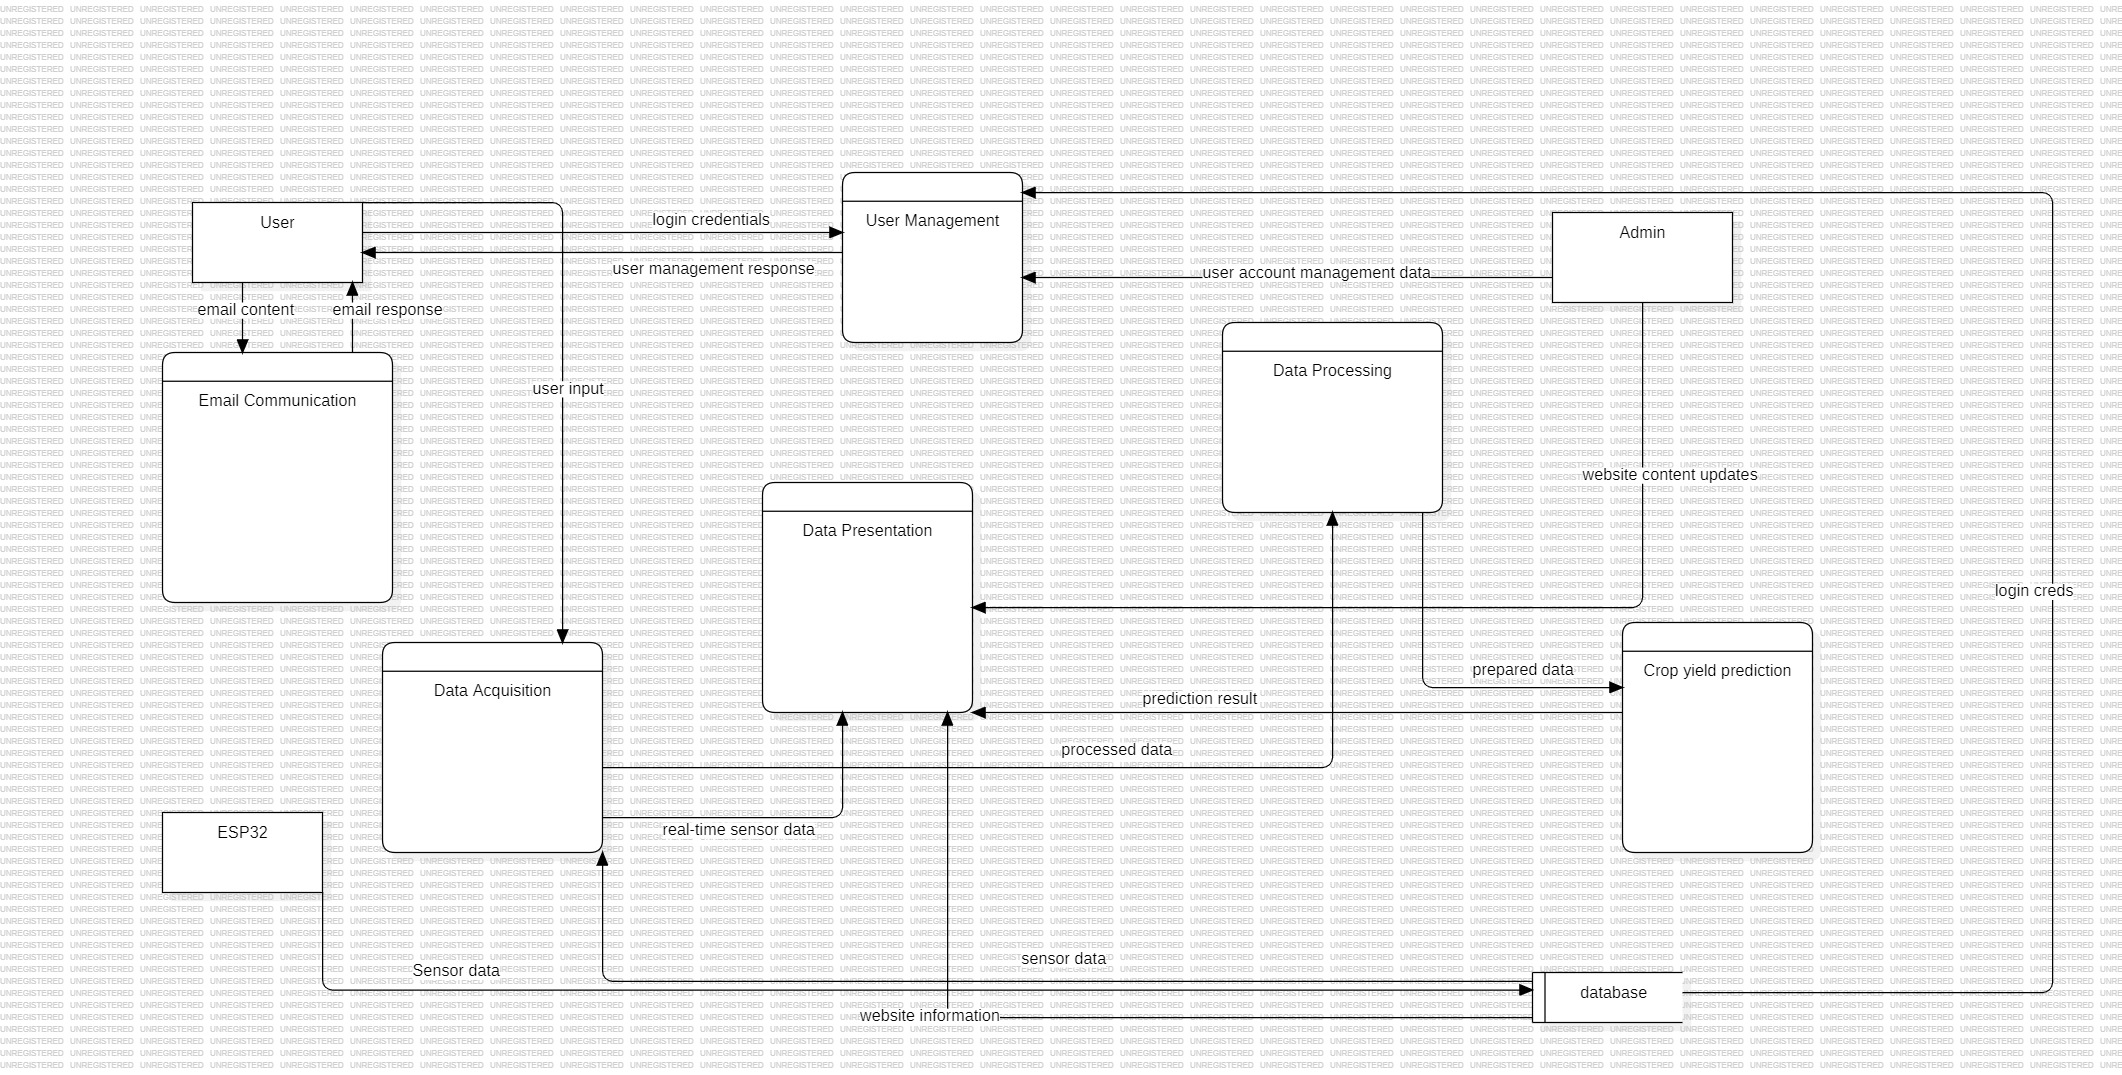 User
login credentials
User Management
Admin
user management response
user account management data
email content
email response
Data Processing
user input
Email Communication
website content updates
Data Presentation
login creds
prepared data
Crop yield prediction
Data Acquisition
prediction result
processed data
real-time sensor data
ESP32
sensor data
Sensor data
database
website information
UNREGISTERED